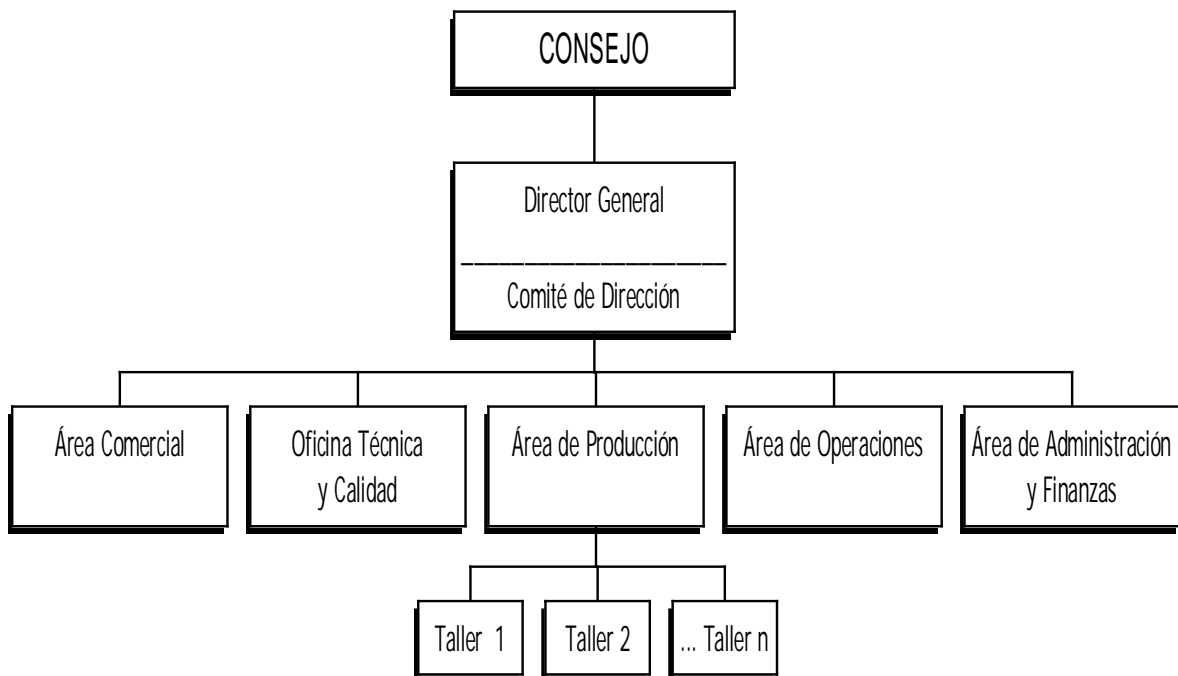 CONSEJO
Director General
_____________________
Comité de Dirección
Área Comercial
Oficina Técnica
y Calidad
Área de Producción
Área de Operaciones
Área de Administración
y Finanzas
Taller 1
Taller 2
... Taller n